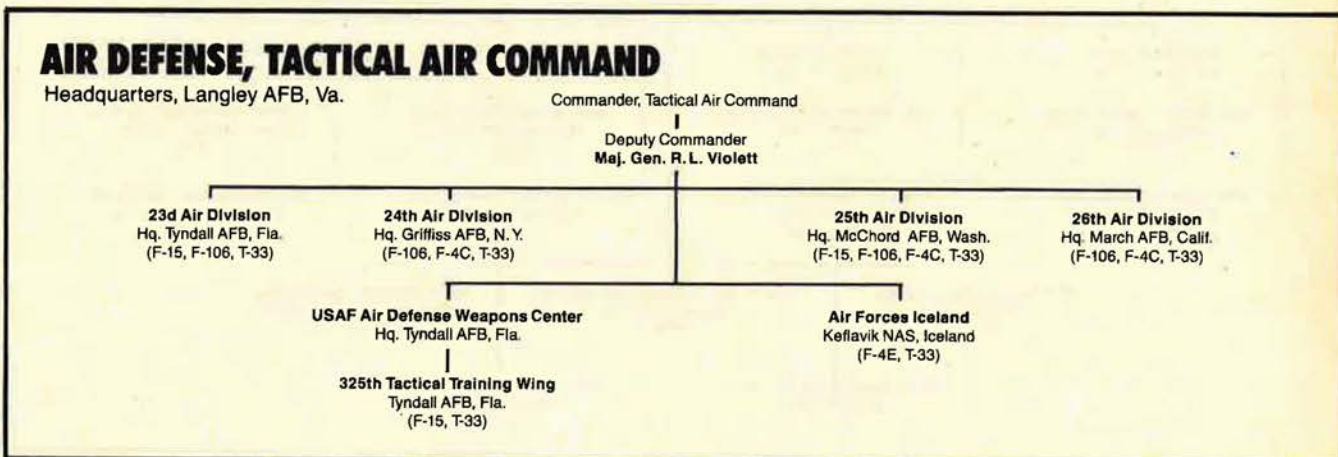 AIR DEFENSE, TACTICAL AIR COMMAND
Headquarters, Langley AFB, Va.
Commander, Tactical Air Command
Deputy Commander
Maj. Gen. R. L. Violett
23d Air Division
Hq. Tyndall AFB, Fla.
(F-15, F-106, T-33)
24th Air Division
Hq. Griffiss AFB, N.Y.
(F-106, F-4C, T-33)
25th Air Division
Hq. McChord AFB, Wash.
(F-15, F-106, F-4C, T-33)
26th Air Division
Hq. March AFB, Calif.
(F-106, F-4C, T-33)
USAF Air Defense Weapons Center
Hq. Tyndall AFB, Fla.
325th Tactical Training Wing
Tyndall AFB, Fla.
(F-15, T-33)
Air Forces Iceland
Keflavik NAS, Iceland
(F-4E, T-33)